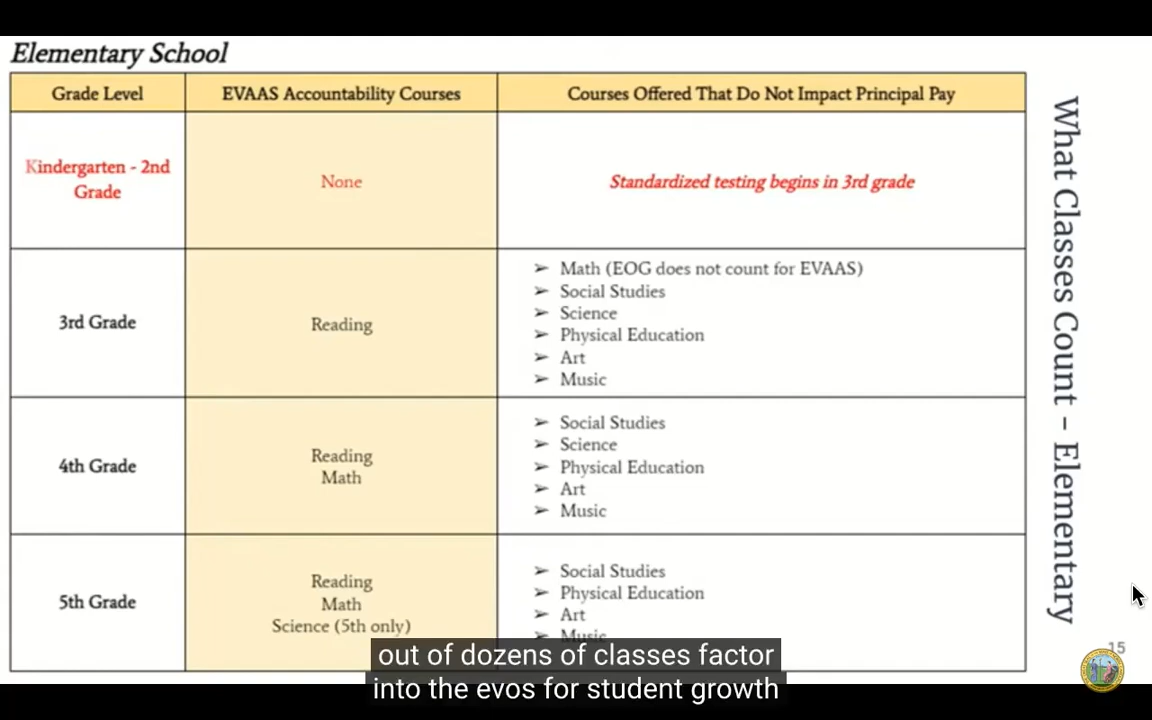 Elementary School
Grade Level
EVAAS Accountability Courses
Courses Offered That Do Not Impact Principal Pay
Kindergarten - 2nd
Grade
None
Standardized testing begins in 3rd grade
3rd Grade
Reading
➢ Math (EOG does not count for EVAAS)
➢ Social Studies
➢ Science
➢ Physical Education
➢ Art
➢ Music
4th Grade
Reading
Math
➢ Social Studies
➢ Science
➢ Physical Education
➢ Art
➢ Music
5th Grade
Reading
Math
Science (5th only)
➢ Social Studies
➢ Physical Education
➢ Art
➢ Music
What Classes Count – Elementary
15
out of dozens of classes factor
into the evos for student growth